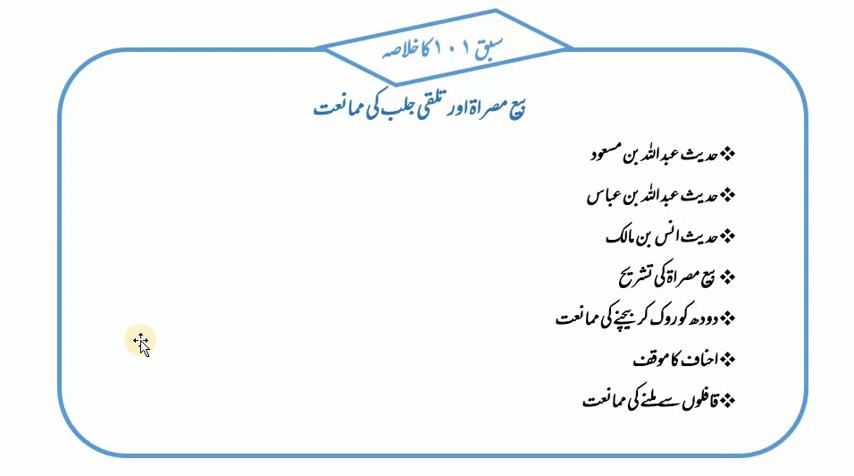 سبق ۱۰۱ کا خلاصہ
بیع مصراۃ اور تلقی جلب کی ممانعت
❖ حدیث عبداللہ بن مسعود
❖ حدیث عبداللہ بن عباس
❖ حدیث انس بن مالک
❖ بیع مصراۃ کی تشریح
❖ دودھ کو روک کر بیچنے کی ممانعت
❖ احناف کا موقف
❖ قافلوں سے ملنے کی ممانعت